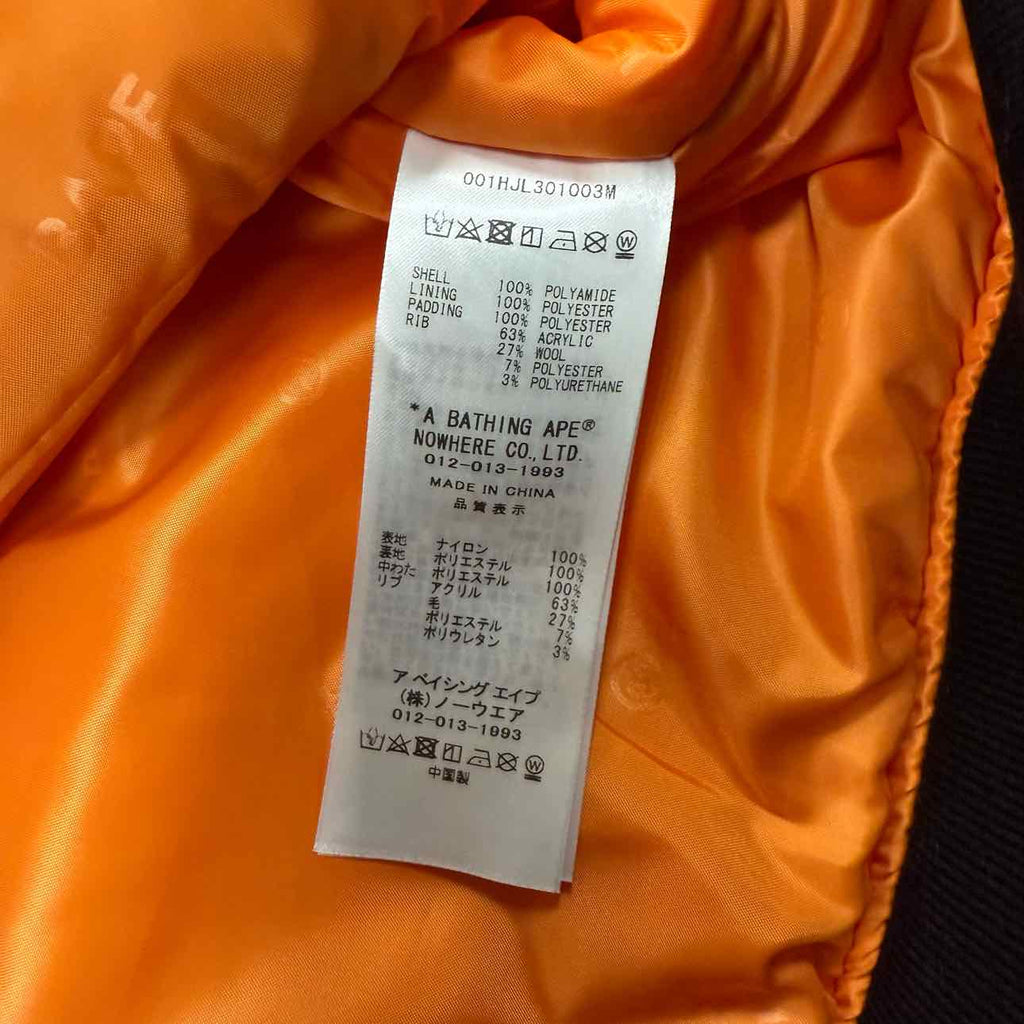 001HJL301003M
SHELL 100% POLYAMIDE
LINING 100% POLYESTER
PADDING 100% POLYESTER
RIB 63% ACRYLIC
27% WOOL
7% POLYESTER
3% POLYURETHANE
*A BATHING APE®
NOWHERE CO., LTD.
012-013-1993
MADE IN CHINA
品質表示
表地 ナイロン 100%
裏地 ポリエステル 100%
中わた ポリエステル 100%
リブ アクリル 63%
毛 27%
ポリエステル 7%
ポリウレタン 3%
ア ベイシング エイプ
(株)ノーウエア
012-013-1993
中国製